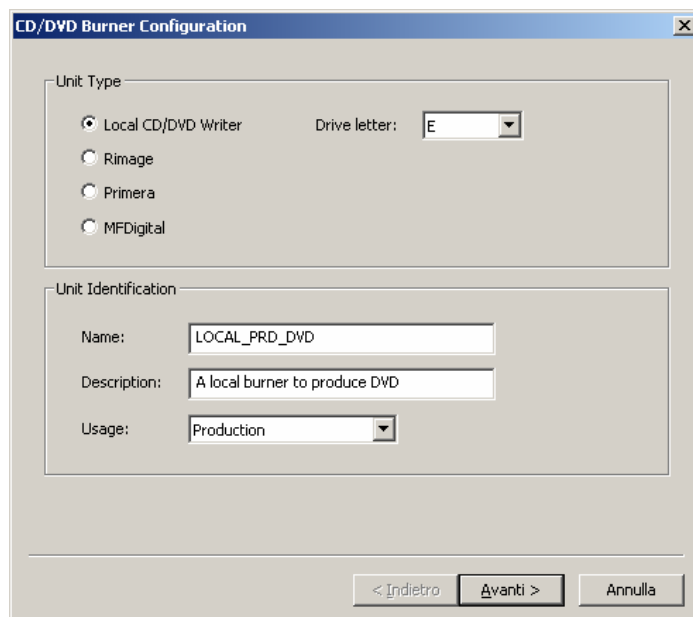 CD/DVD Burner Configuration
Unit Type
Local CD/DVD Writer Drive letter: E
Rimage
Primera
MFDigital
Unit Identification
Name: LOCAL_PRD_DVD
Description: A local burner to produce DVD
Usage: Production
< Indietro Avanti > Annulla